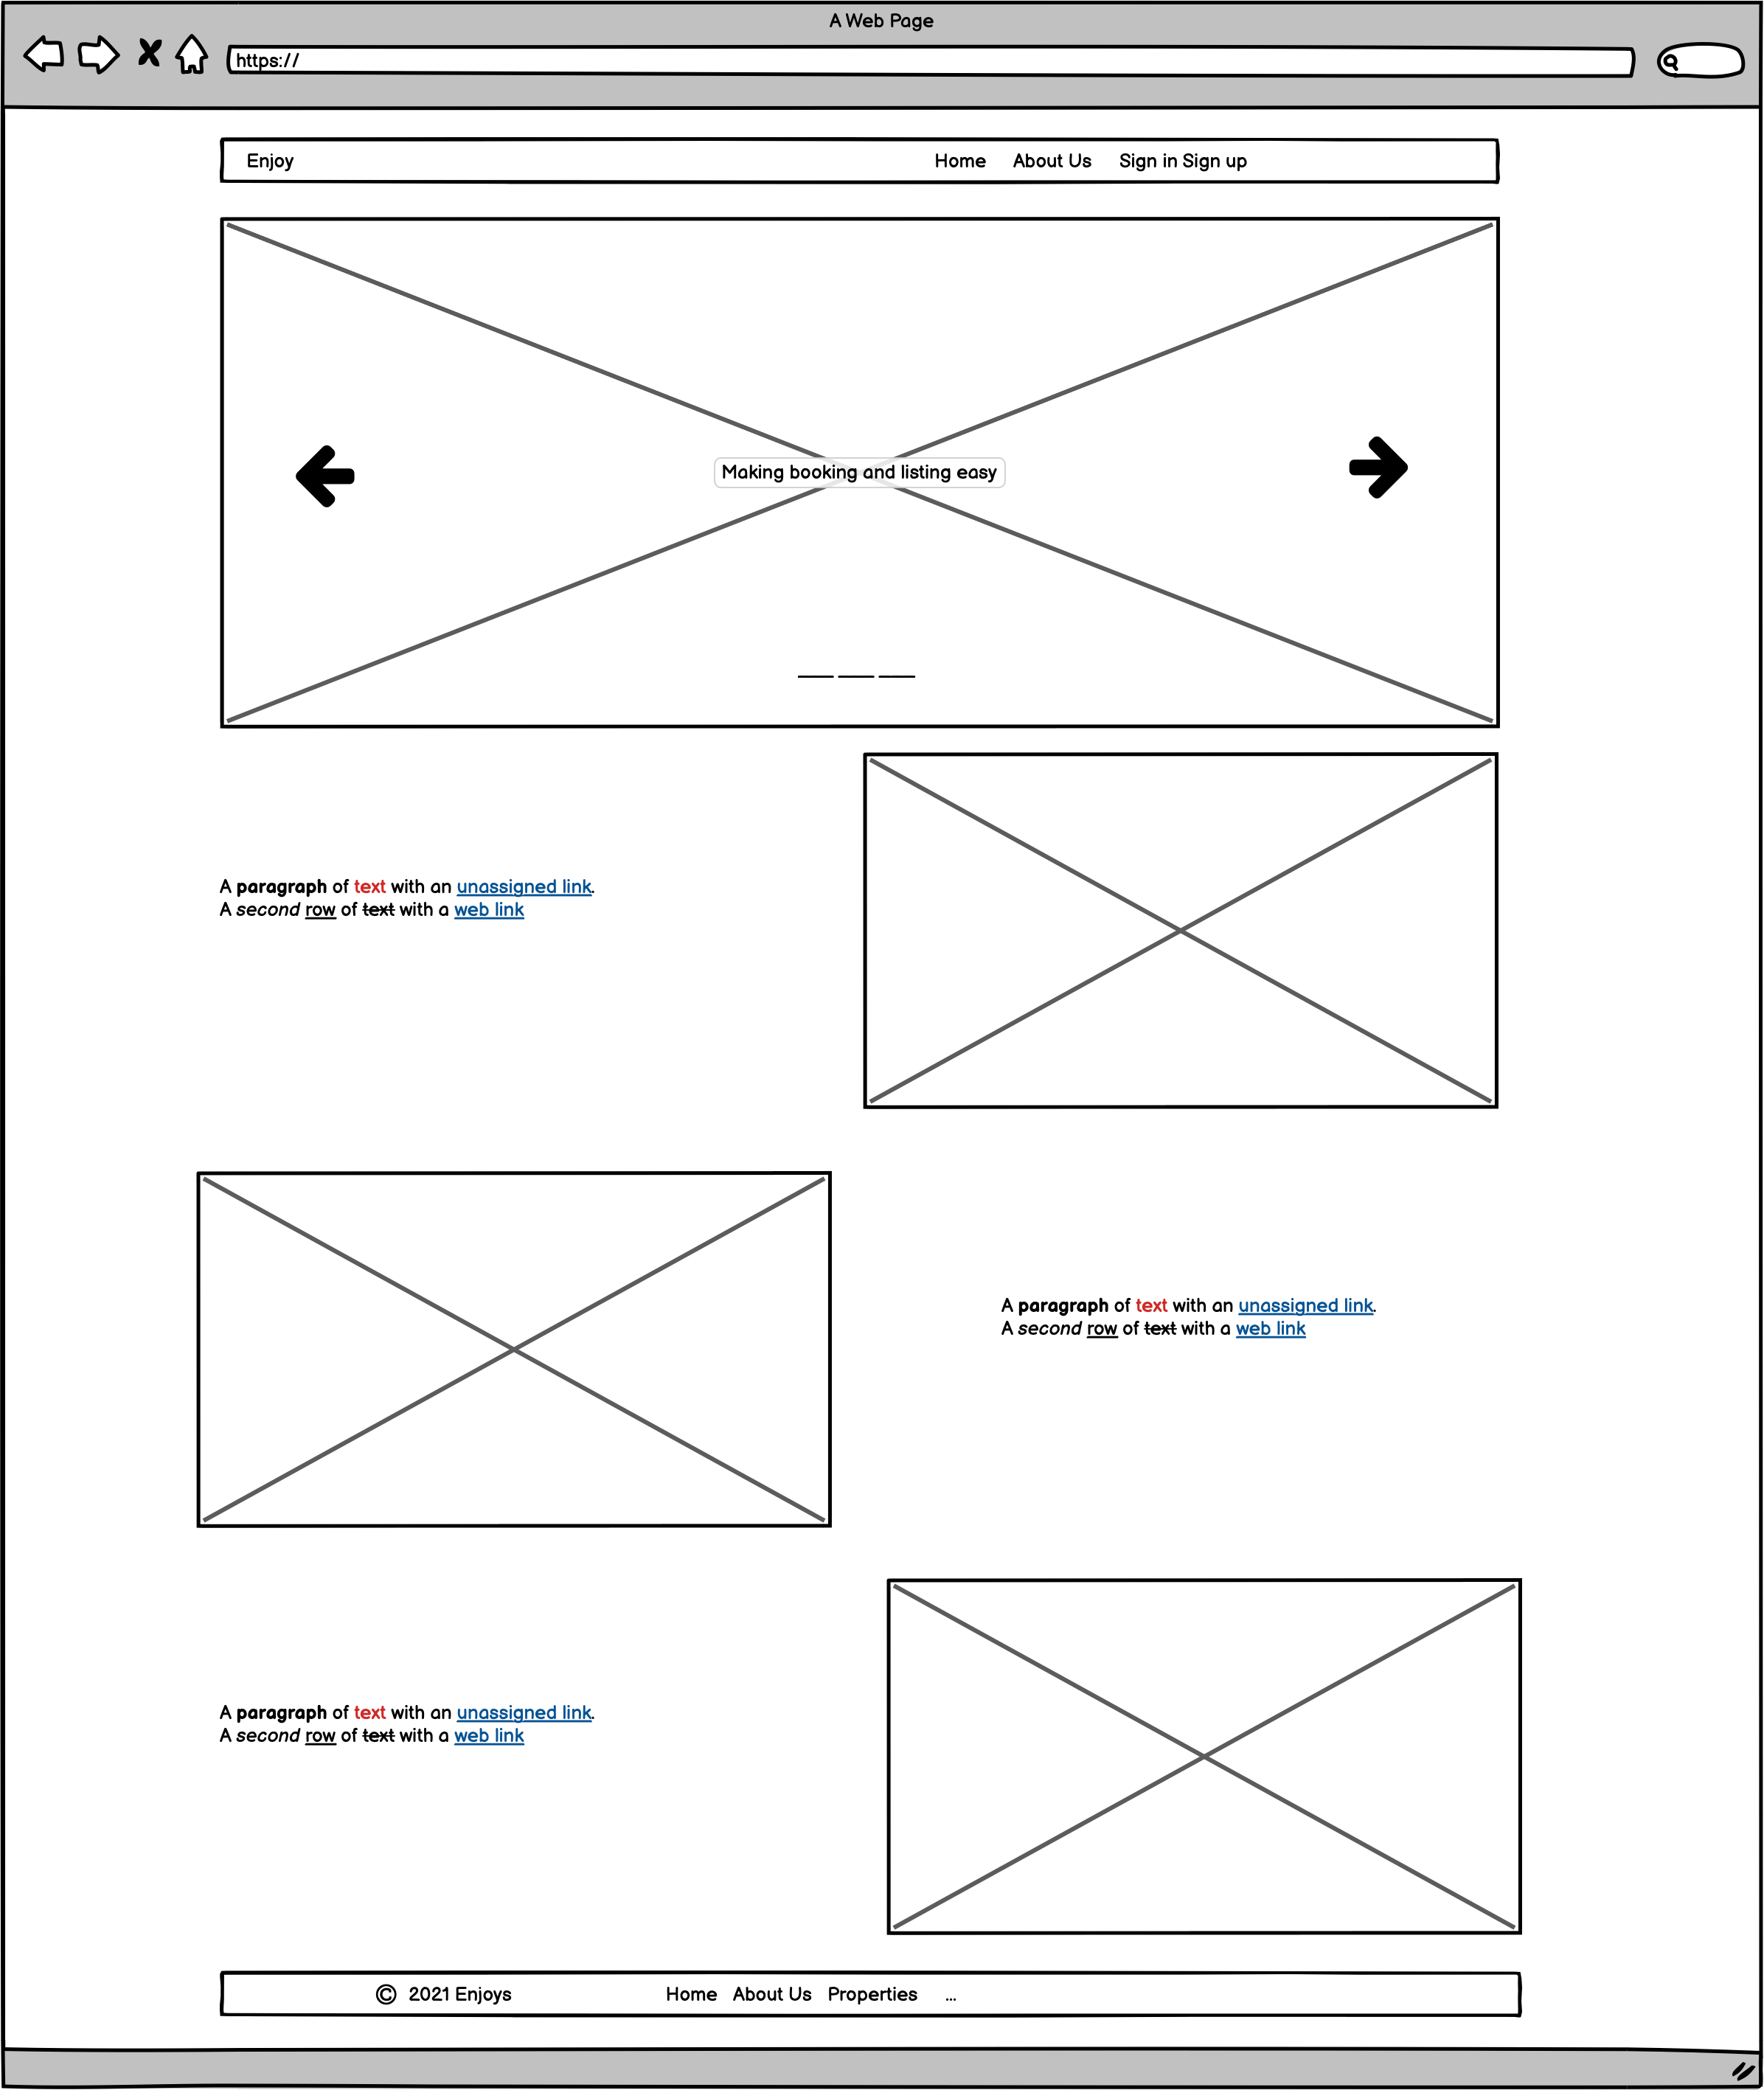 A Web Page
https://
Enjoy Home About Us Sign in Sign up
Making booking and listing easy
A paragraph of text with an unassigned link.
A second row of text with a web link
A paragraph of text with an unassigned link.
A second row of text with a web link
A paragraph of text with an unassigned link.
A second row of text with a web link
© 2021 Enjoys Home About Us Properties ...